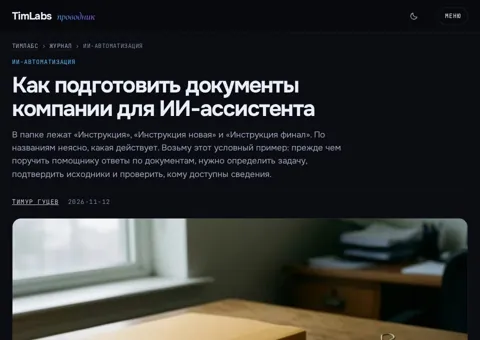 TimLabs проводник
МЕНЮ
ТИМЛАБС › ЖУРНАЛ › ИИ-АВТОМАТИЗАЦИЯ
ИИ-АВТОМАТИЗАЦИЯ
Как подготовить документы
компании для ИИ-ассистента
В папке лежат «Инструкция», «Инструкция новая» и «Инструкция финал». По
названиям неясно, какая действует. Возьму этот условный пример: прежде чем
поручить помощнику ответы по документам, нужно определить задачу,
подтвердить исходники и проверить, кому доступны сведения.
ТИМУР ГУЦЕВ 2026-11-12